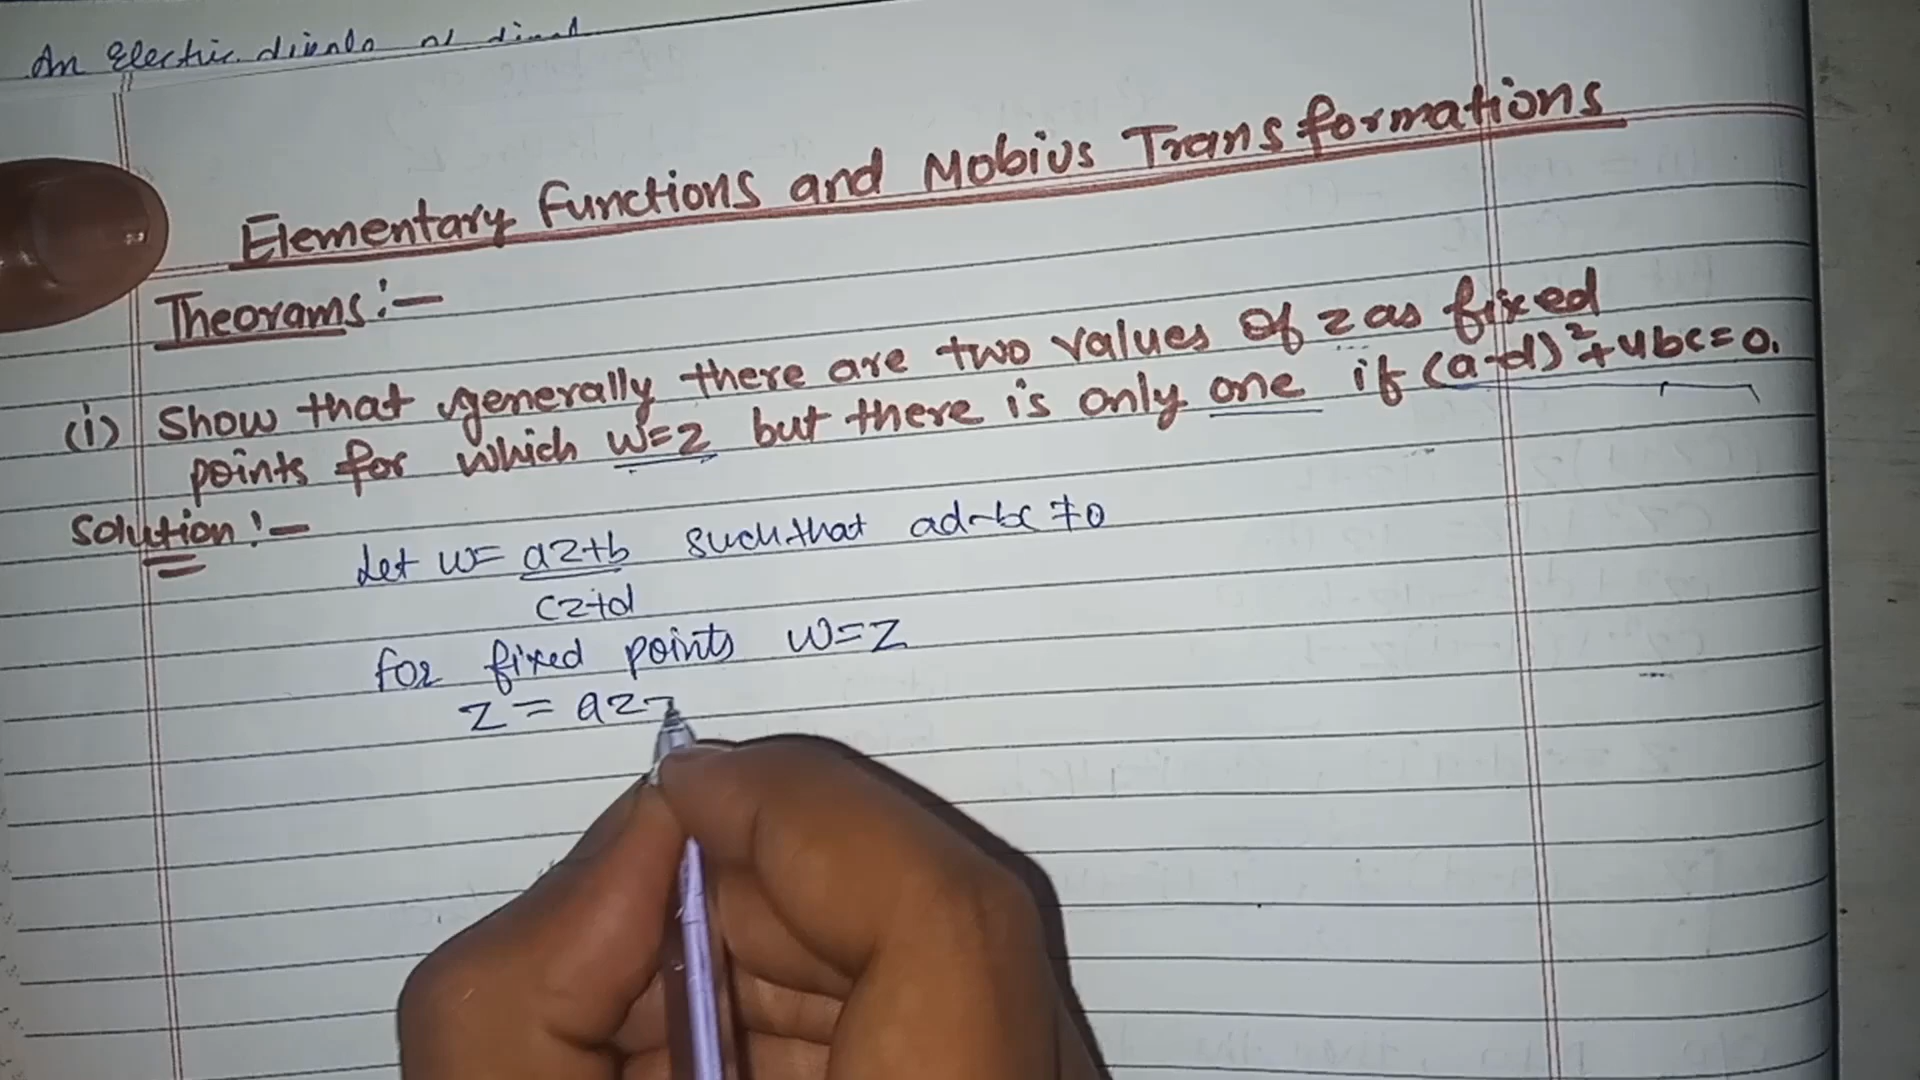 An Electric
Elementary Functions and Mobius Transformations
Theorams:-
(i) Show that generally there are two values of z as fixed
points for which w=z but there is only one if (a-d)²+4bc=0.
Solution:-
Let w= az+b such that ad-bc ≠0
cz+d
for fixed points w=z
z = az